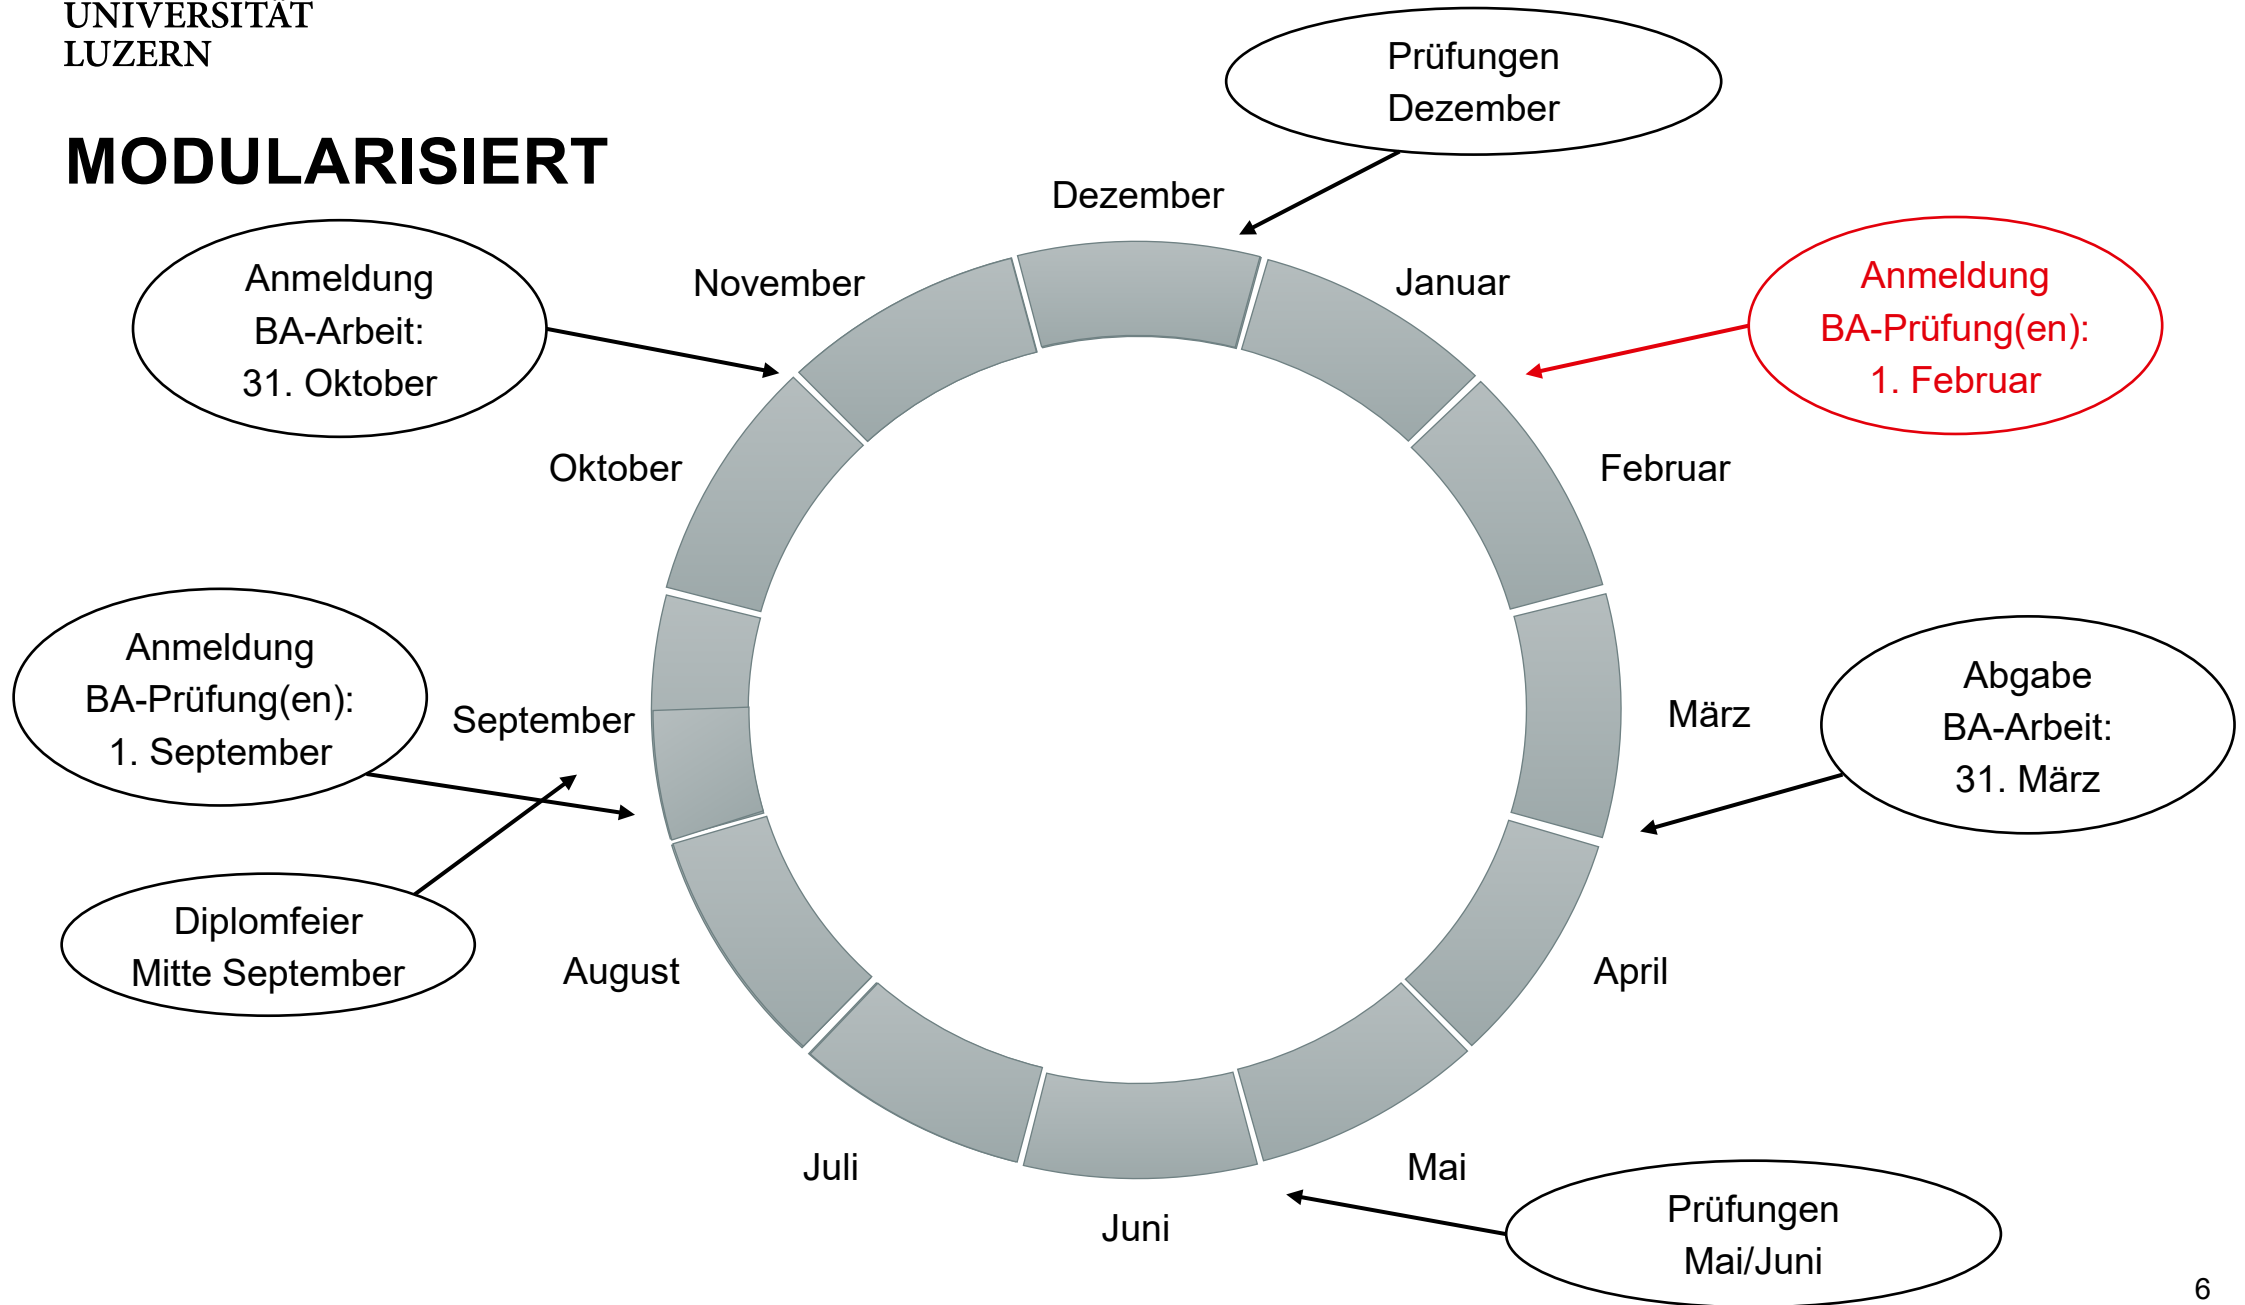 UNIVERSITÄT
LUZERN
MODULARISIERT
Prüfungen
Dezember
Dezember
Anmeldung
BA-Arbeit:
31. Oktober
November
Januar
Anmeldung
BA-Prüfung(en):
1. Februar
Oktober
Februar
Anmeldung
BA-Prüfung(en):
1. September
September
März
Abgabe
BA-Arbeit:
31. März
Diplomfeier
Mitte September
August
April
Juli
Mai
Juni
Prüfungen
Mai/Juni
6